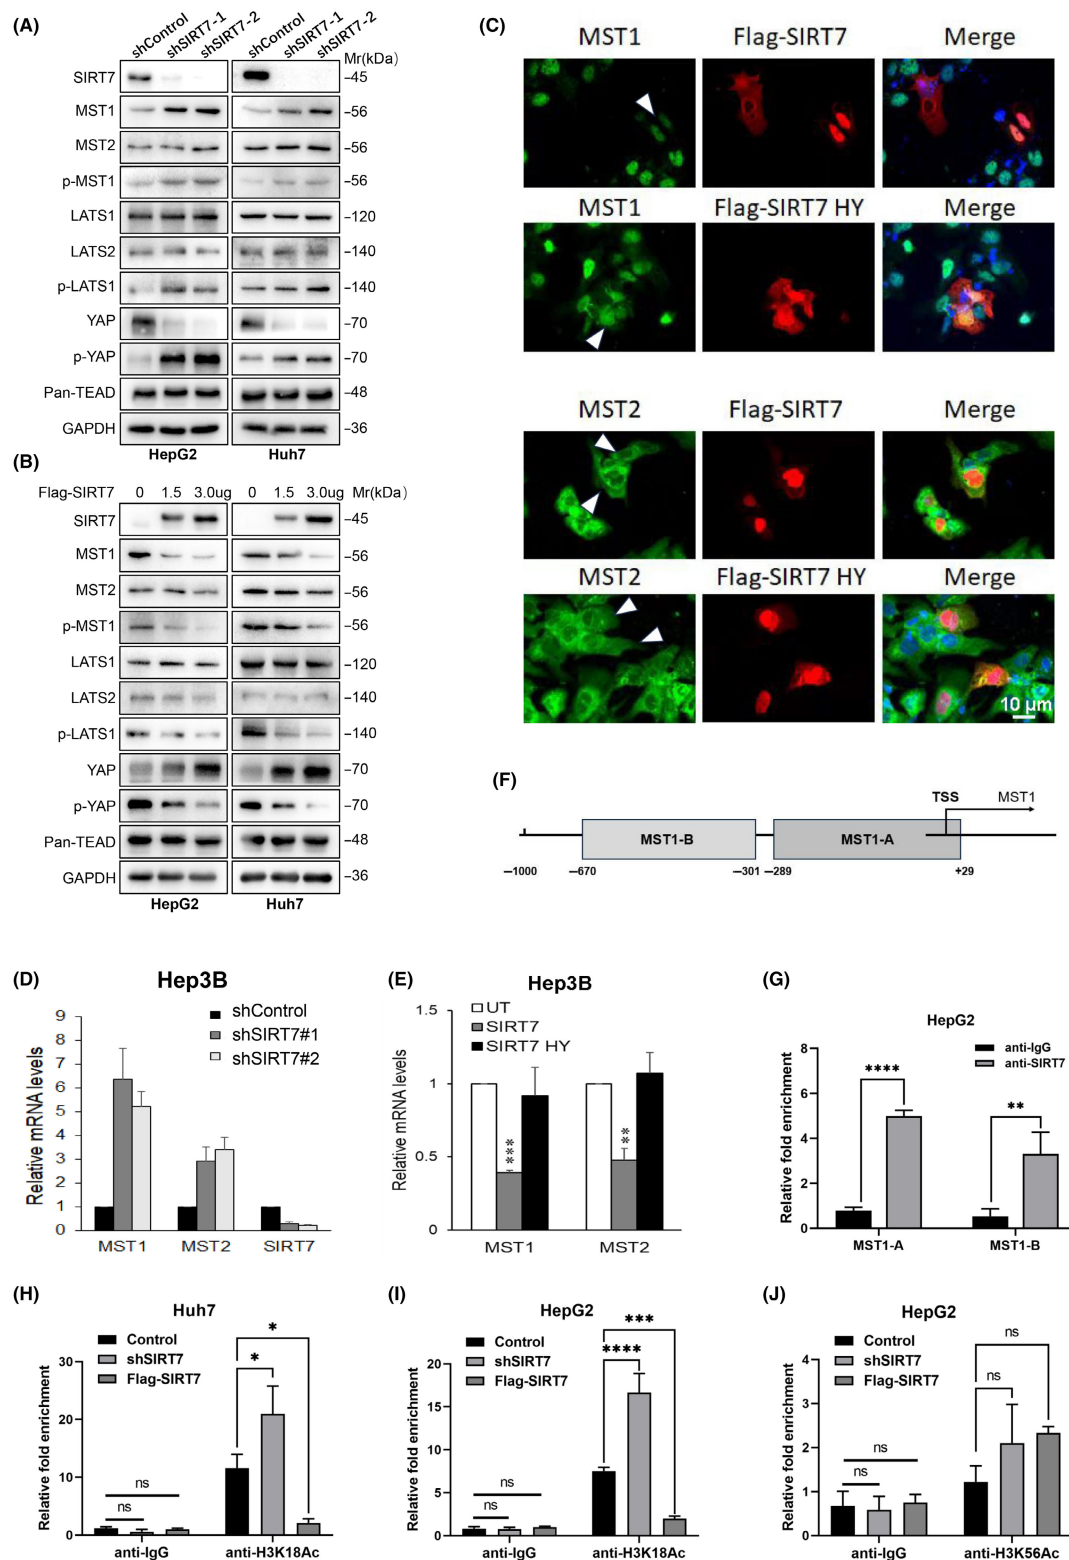 (A)
shControl shSIRT7-1 shSIRT7-2 shControl shSIRT7-1 shSIRT7-2
Mr(kDa)
SIRT7 –45
MST1 –56
MST2 –56
p-MST1 –56
LATS1 –120
LATS2 –140
p-LATS1 –140
YAP –70
p-YAP –70
Pan-TEAD –48
GAPDH –36
HepG2 Huh7
(B)
Flag-SIRT7 0 1.5 3.0ug 0 1.5 3.0ug Mr(kDa)
SIRT7 –45
MST1 –56
MST2 –56
p-MST1 –56
LATS1 –120
LATS2 –140
p-LATS1 –140
YAP –70
p-YAP –70
Pan-TEAD –48
GAPDH –36
HepG2 Huh7
(C)
MST1 Flag-SIRT7 Merge
MST1 Flag-SIRT7 HY Merge
MST2 Flag-SIRT7 Merge
MST2 Flag-SIRT7 HY Merge
10 µm
(F)
TSS MST1
MST1-B MST1-A
–1000 –670 –301 –289 +29
(D)
Hep3B
shControl
shSIRT7#1
shSIRT7#2
Relative mRNA levels
9
8
7
6
5
4
3
2
1
0
MST1 MST2 SIRT7
(E)
Hep3B
UT
SIRT7
SIRT7 HY
Relative mRNA levels
1.5
1
0.5
0
*** **
MST1 MST2
(G)
HepG2
anti-IgG
anti-SIRT7
Relative fold enrichment
8
6
4
2
0
**** **
MST1-A MST1-B
(H)
Huh7
Control
shSIRT7
Flag-SIRT7
Relative fold enrichment
30
20
10
0
ns
ns
*
*
anti-IgG anti-H3K18Ac
(I)
HepG2
Control
shSIRT7
Flag-SIRT7
Relative fold enrichment
20
15
10
5
0
ns
ns
***
****
anti-IgG anti-H3K18Ac
(J)
HepG2
Control
shSIRT7
Flag-SIRT7
Relative fold enrichment
5
4
3
2
1
0
ns
ns
ns
ns
anti-IgG anti-H3K56Ac